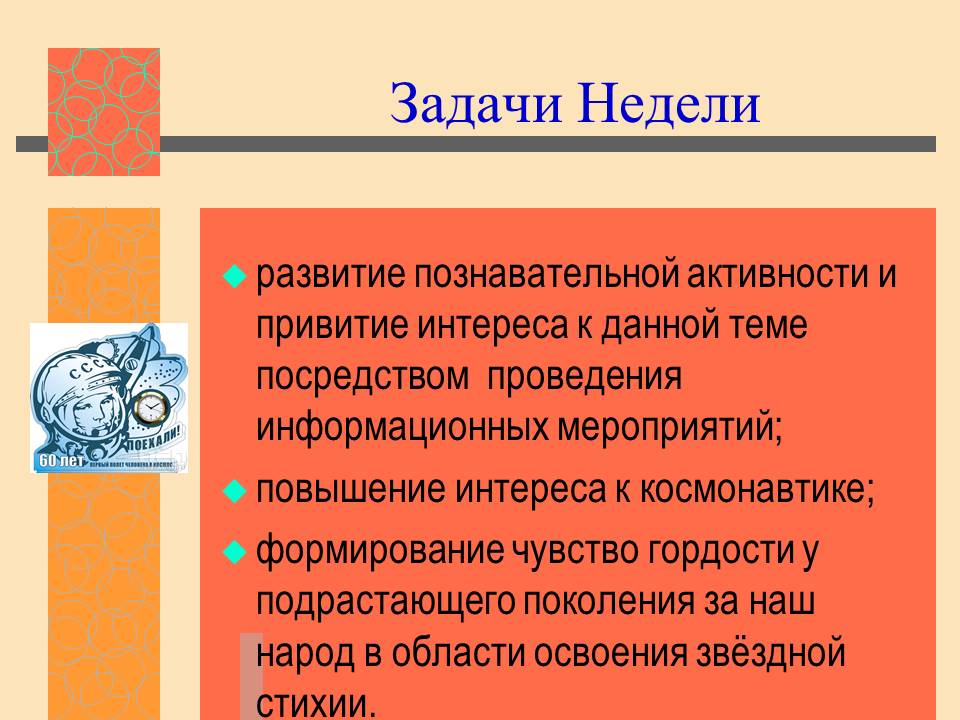 Задачи Недели
развитие познавательной активности и
привитие интереса к данной теме
посредством проведения
информационных мероприятий;
повышение интереса к космонавтике;
формирование чувство гордости у
подрастающего поколения за наш
народ в области освоения звёздной
стихии.
СССР
ПОЕХАЛИ!
60 лет
ПЕРВЫЙ ПОЛЕТ ЧЕЛОВЕКА В КОСМОС